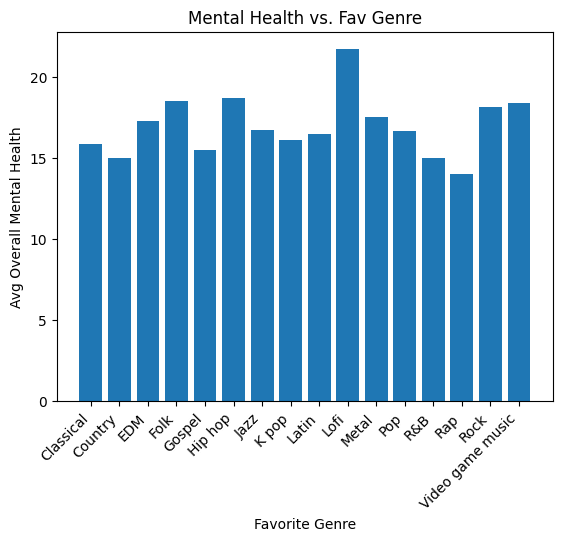 Mental Health vs. Fav Genre
Avg Overall Mental Health
20
15
10
5
0
Classical
Country
EDM
Folk
Gospel
Hip hop
Jazz
K pop
Latin
Lofi
Metal
Pop
R&B
Rap
Rock
Video game music
Favorite Genre